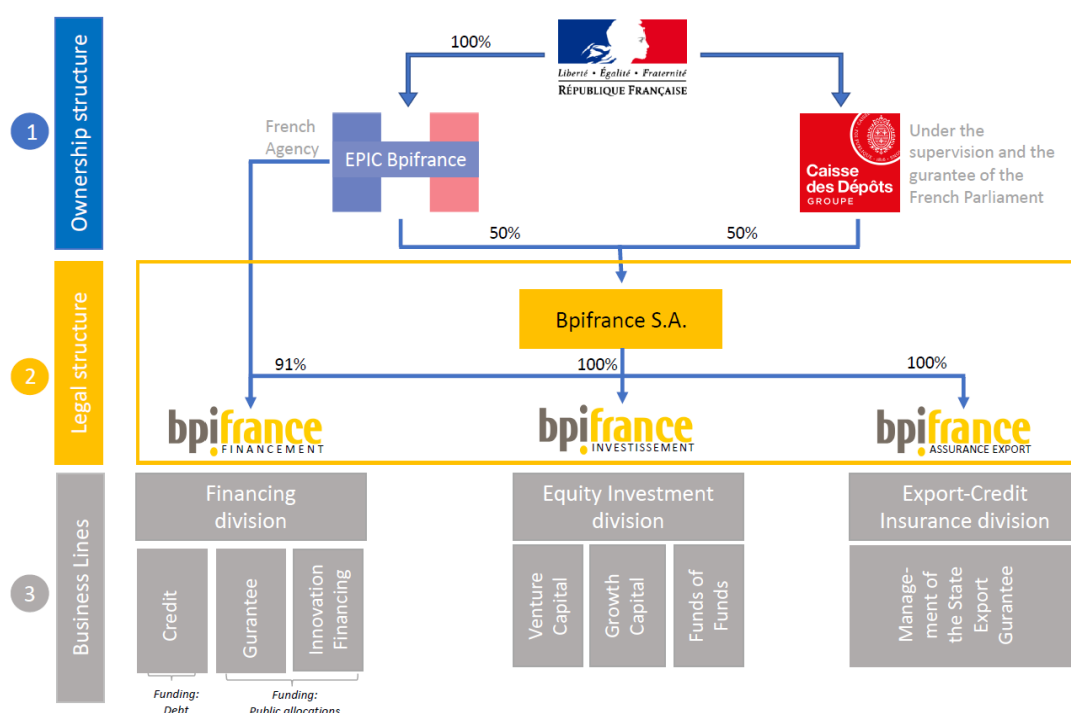 100%
Liberté • Égalité • Fraternité
RÉPUBLIQUE FRANÇAISE
1
Ownership structure
French
Agency
EPIC Bpifrance
Caisse
des Dépôts
GROUPE
Under the
supervision and the
gurantee of the
French Parliament
50%
50%
2
Legal structure
Bpifrance S.A.
91%
100%
100%
bpifrance
FINANCEMENT
bpifrance
INVESTISSEMENT
bpifrance
ASSURANCE EXPORT
3
Business Lines
Financing
division
Equity Investment
division
Export-Credit
Insurance division
Credit
Gurantee
Innovation
Financing
Venture
Capital
Growth
Capital
Funds of
Funds
Manage-
ment of
the State
Export
Gurantee
Funding:
Debt
Funding:
Public allocations